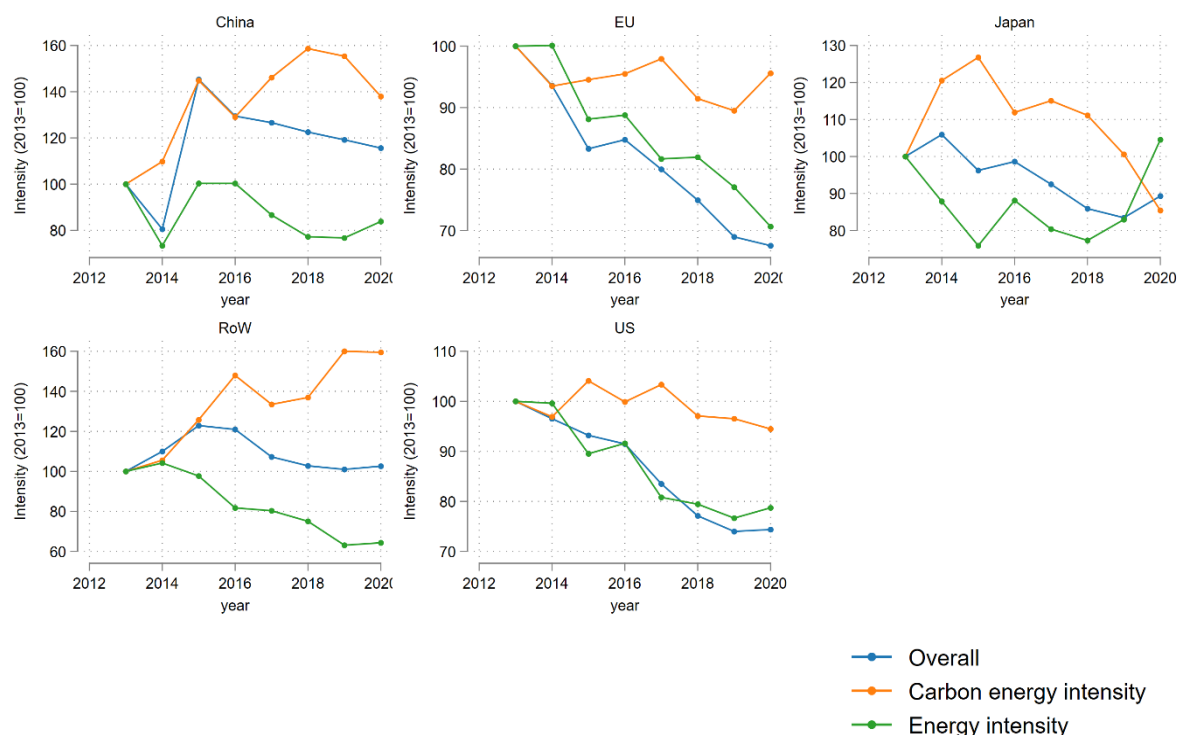 China
Intensity (2013=100)
160
140
120
100
80
2012 2014 2016 2018 2020
year
EU
Intensity (2013=100)
100
90
80
70
2012 2014 2016 2018 2020
year
Japan
Intensity (2013=100)
130
120
110
100
90
80
2012 2014 2016 2018 2020
year
RoW
Intensity (2013=100)
160
140
120
100
80
60
2012 2014 2016 2018 2020
year
US
Intensity (2013=100)
110
100
90
80
70
2012 2014 2016 2018 2020
year
Overall
Carbon energy intensity
Energy intensity